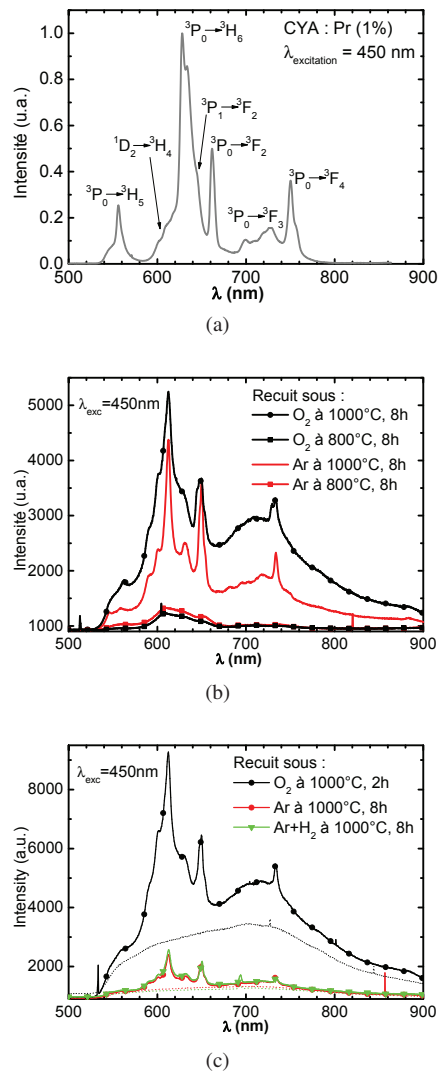 ³P₀→³H₆
CYA : Pr (1%)
λexcitation = 450 nm
³P₁→³F₂
¹D₂→³H₄
³P₀→³F₂
³P₀→³H₅
³P₀→³F₄
³P₀→³F₃
Intensité (u.a.)
1.0
0.8
0.6
0.4
0.2
0.0
500 600 700 800 900
λ (nm)
(a)
λexc=450nm
Recuit sous :
O₂ à 1000°C, 8h
O₂ à 800°C, 8h
Ar à 1000°C, 8h
Ar à 800°C, 8h
Intensité (u.a.)
5000
4000
3000
2000
1000
500 600 700 800 900
λ (nm)
(b)
λexc=450nm
Recuit sous :
O₂ à 1000°C, 2h
Ar à 1000°C, 8h
Ar+H₂ à 1000°C, 8h
Intensity (a.u.)
8000
6000
4000
2000
500 600 700 800 900
λ (nm)
(c)